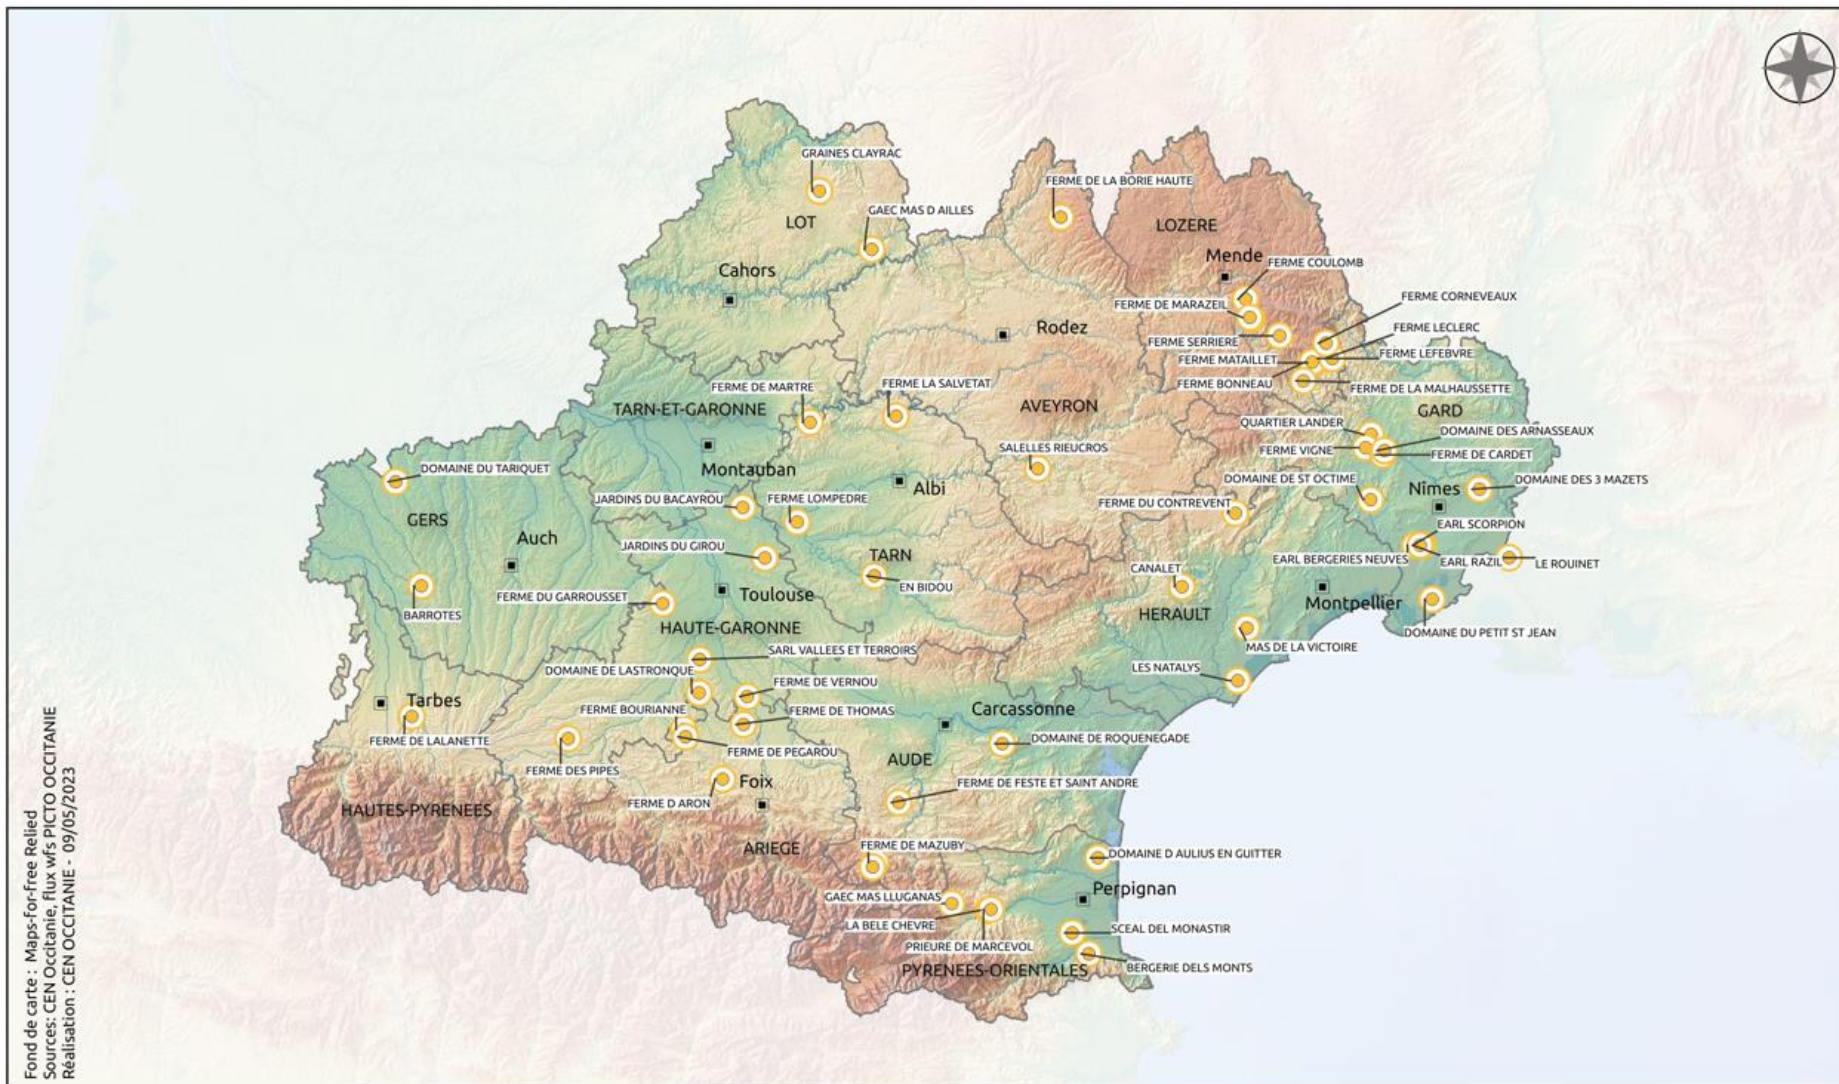 GRAINES CLAYRAC
FERME DE LA BORIE HAUTE
GAEC MAS D AILLES
LOT
LOZERE
Mende
FERME COULOMB
Cahors
FERME CORNEVEAUX
FERME DE MARAZEIL
Rodez
FERME LECLERC
FERME SERRIERE
FERME LEFEBVRE
FERME MATAILLET
FERME BONNEAU
FERME DE LA MALHAUSSETTE
FERME DE MARTRE
FERME LA SALVETAT
TARN-ET-GARONNE
AVEYRON
GARD
QUARTIER LANDER
DOMAINE DES ARNASSEAUX
Montauban
SALELLES RIEUCROS
FERME VIGNE
FERME DE CARDET
DOMAINE DU TARIQUET
DOMAINE DE ST OCTIME
DOMAINE DES 3 MAZETS
Albi
Nîmes
JARDINS DU BACAYROU
FERME LOMPEDRE
FERME DU CONTREVENT
GERS
EARL SCORPION
Auch
JARDINS DU GIROU
TARN
EARL BERGERIES NEUVES
EARL RAZIL
LE ROUINET
CANALET
EN BIDOU
FERME DU GARROUSSET
Toulouse
BARROTES
HERAULT
Montpellier
HAUTE-GARONNE
DOMAINE DU PETIT ST JEAN
SARL VALLEES ET TERROIRS
MAS DE LA VICTOIRE
DOMAINE DE LASTRONQUE
LES NATALYS
FERME DE VERNOU
Tarbes
FERME BOURIANNE
FERME DE THOMAS
Carcassonne
FERME DE LALANETTE
DOMAINE DE ROQUENEGADE
FERME DE PEGAROU
AUDE
FERME DES PIPES
Foix
FERME DE FESTE ET SAINT ANDRE
FERME D ARON
HAUTES-PYRENEES
ARIEGE
FERME DE MAZUBY
DOMAINE D AULIUS EN GUITTER
Perpignan
GAEC MAS LLUGANAS
LA BELE CHEVRE
SCEAL DEL MONASTIR
PRIEURE DE MARCEVOL
PYRENEES-ORIENTALES
BERGERIE DELS MONTS
Fond de carte : Maps-for-free Relied
Sources: CEN Occitanie, flux wfs PICTO OCCITANIE
Réalisation : CEN OCCITANIE - 09/05/2023